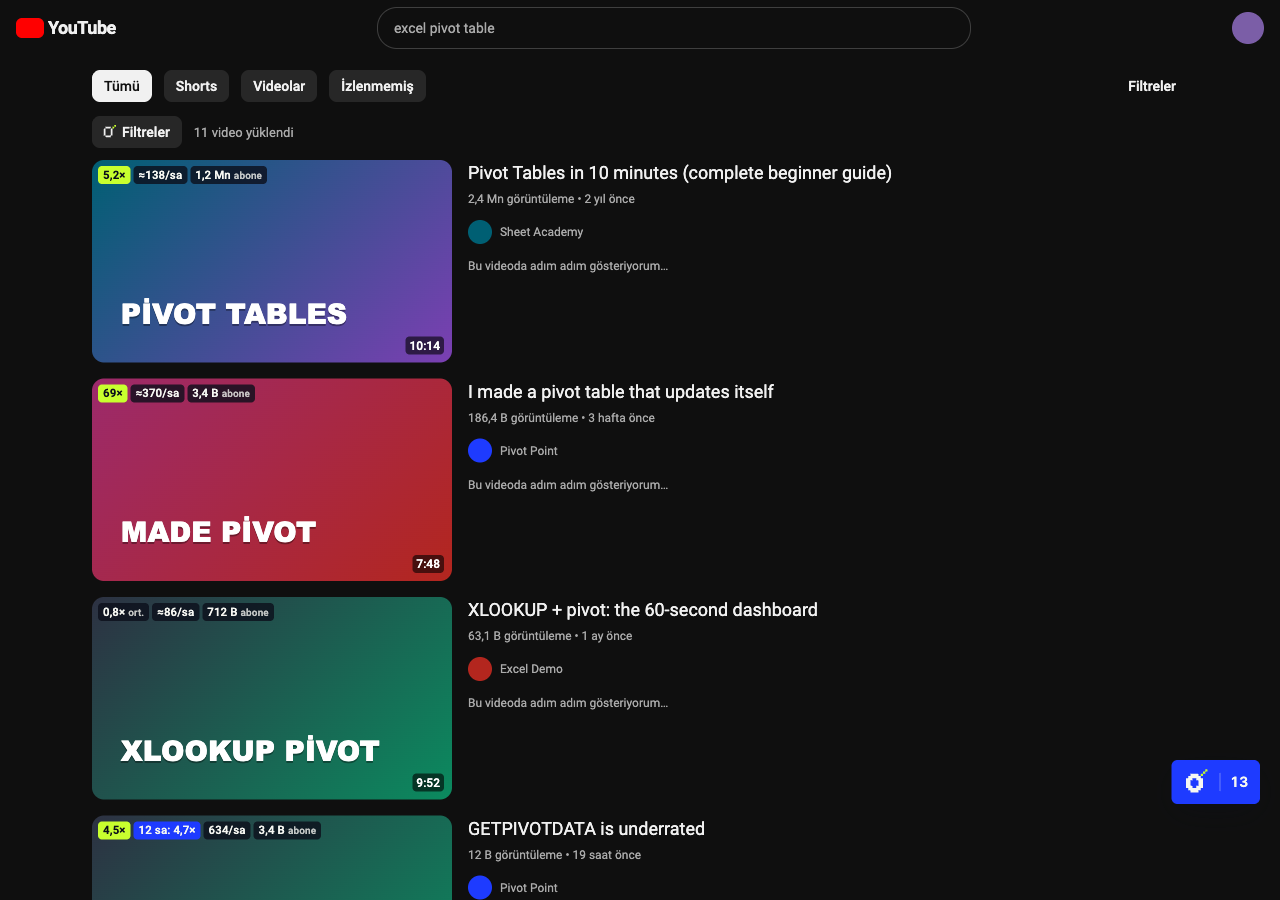 YouTube
excel pivot table
Tümü
Shorts
Videolar
İzlenmemiş
Filtreler
Filtreler
11 video yüklendi
5,2×
≈138/sa
1,2 Mn abone
PİVOT TABLES
10:14
Pivot Tables in 10 minutes (complete beginner guide)
2,4 Mn görüntüleme • 2 yıl önce
Sheet Academy
Bu videoda adım adım gösteriyorum...
69×
≈370/sa
3,4 B abone
MADE PİVOT
7:48
I made a pivot table that updates itself
186,4 B görüntüleme • 3 hafta önce
Pivot Point
Bu videoda adım adım gösteriyorum...
0,8× ort.
≈86/sa
712 B abone
XLOOKUP PİVOT
9:52
XLOOKUP + pivot: the 60-second dashboard
63,1 B görüntüleme • 1 ay önce
Excel Demo
Bu videoda adım adım gösteriyorum...
13
4,5×
12 sa: 4,7×
634/sa
3,4 B abone
GETPIVOTDATA is underrated
12 B görüntüleme • 19 saat önce
Pivot Point